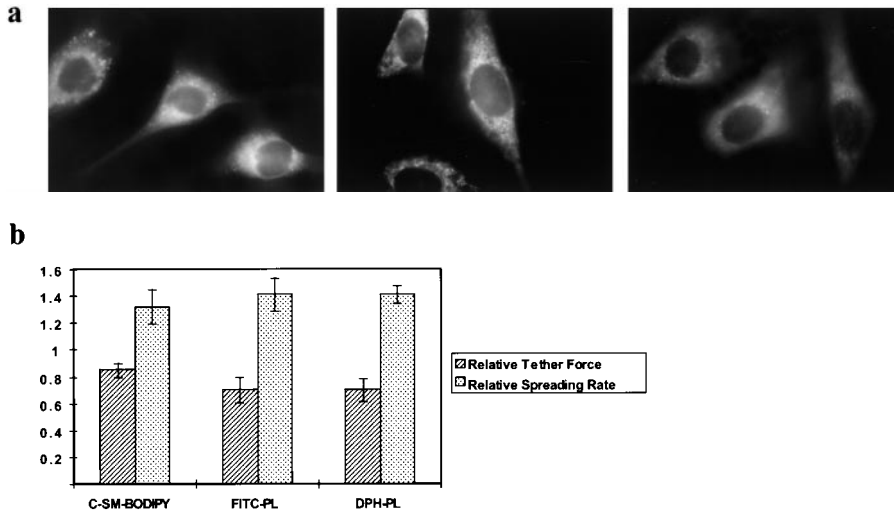 a
b
1.6
1.4
1.2
1
0.8
0.6
0.4
0.2
C-SM-BODIPY FITC-PL DPH-PL
Relative Tether Force
Relative Spreading Rate